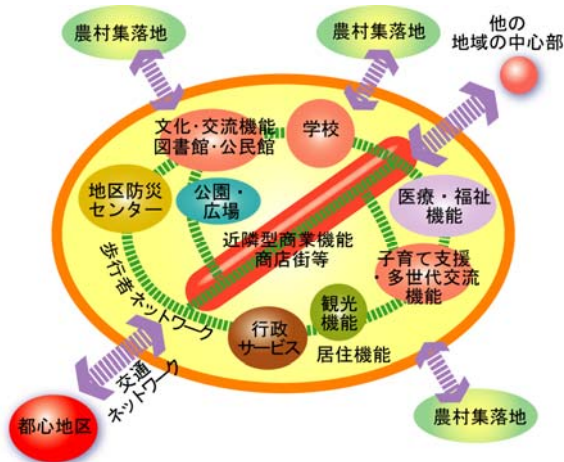 農村集落地
農村集落地
他の
地域の中心部
文化・交流機能
図書館・公民館
学校
地区防災
センター
公園・
広場
医療・福祉
機能
近隣型商業機能
商店街等
子育て支援
・多世代交流
機能
歩行者ネットワーク
観光
機能
行政
サービス
居住機能
交通
ネットワーク
都心地区
農村集落地